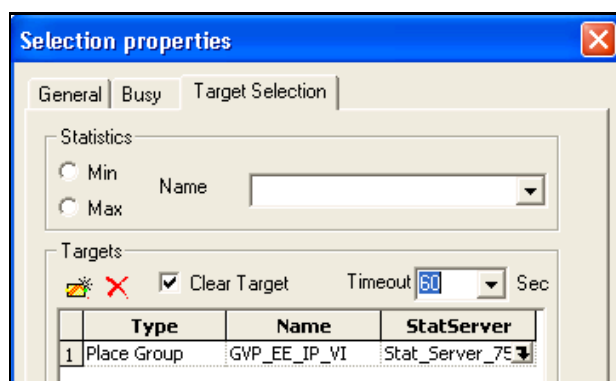 Selection properties
General Busy Target Selection
Statistics
Min
Name
Max
Targets
Clear Target Timeout 60 Sec
Type Name StatServer
1 Place Group GVP_EE_IP_VI Stat_Server_75